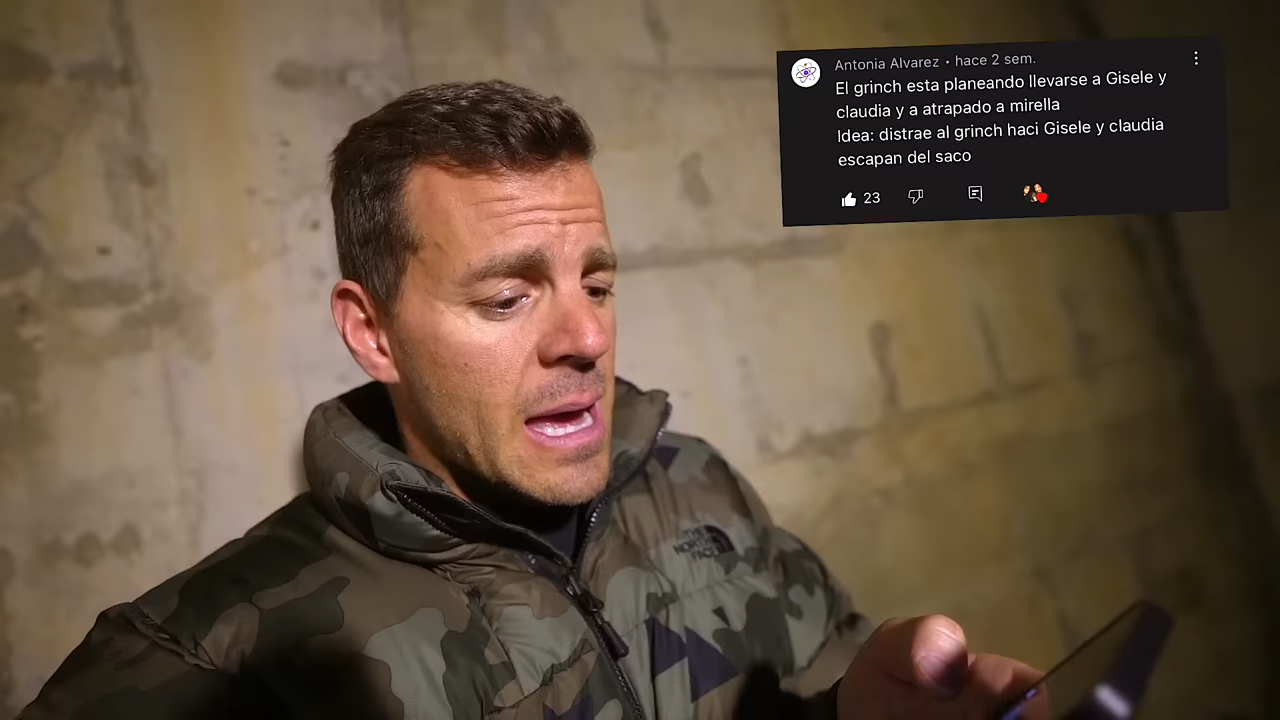 Antonia Alvarez • hace 2 sem.
El grinch esta planeando llevarse a Gisele y
claudia y a atrapado a mirella
Idea: distrae al grinch haci Gisele y claudia
escapan del saco
23
THE
NORTH
FACE